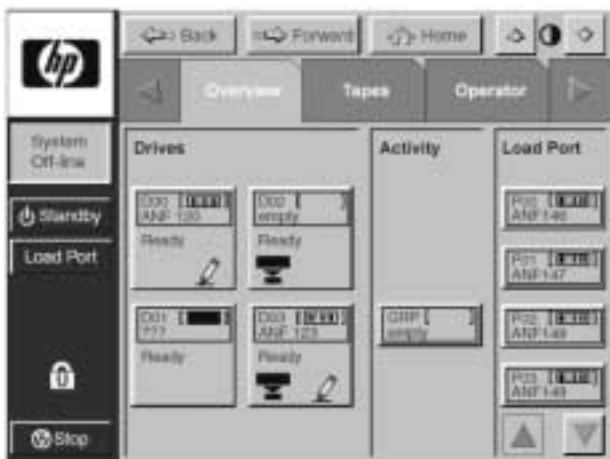 hp
Back
Forward
Home
Overview
Tapes
Operator
System
Off-line
Standby
Load Port
Stop
Drives
D00
ANF 120
Ready
D02
empty
Ready
D01
???
Ready
D03
ANF 123
Ready
Activity
GRP
empty
Load Port
P00
ANF146
P01
ANF147
P02
ANF148
P03
ANF149